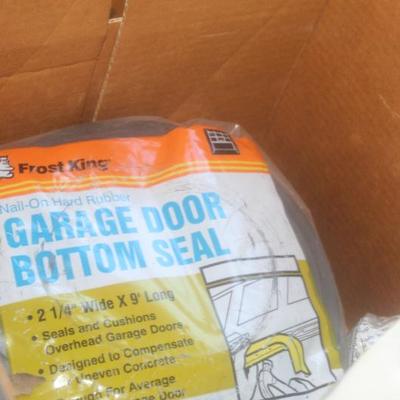 Frost King
Nail-On Hard Rubber
GARAGE DOOR
BOTTOM SEAL
• 2 1/4" Wide X 9' Long
• Seals and Cushions
Overhead Garage Doors
• Designed to Compensate
Uneven Concrete
For Average
Door